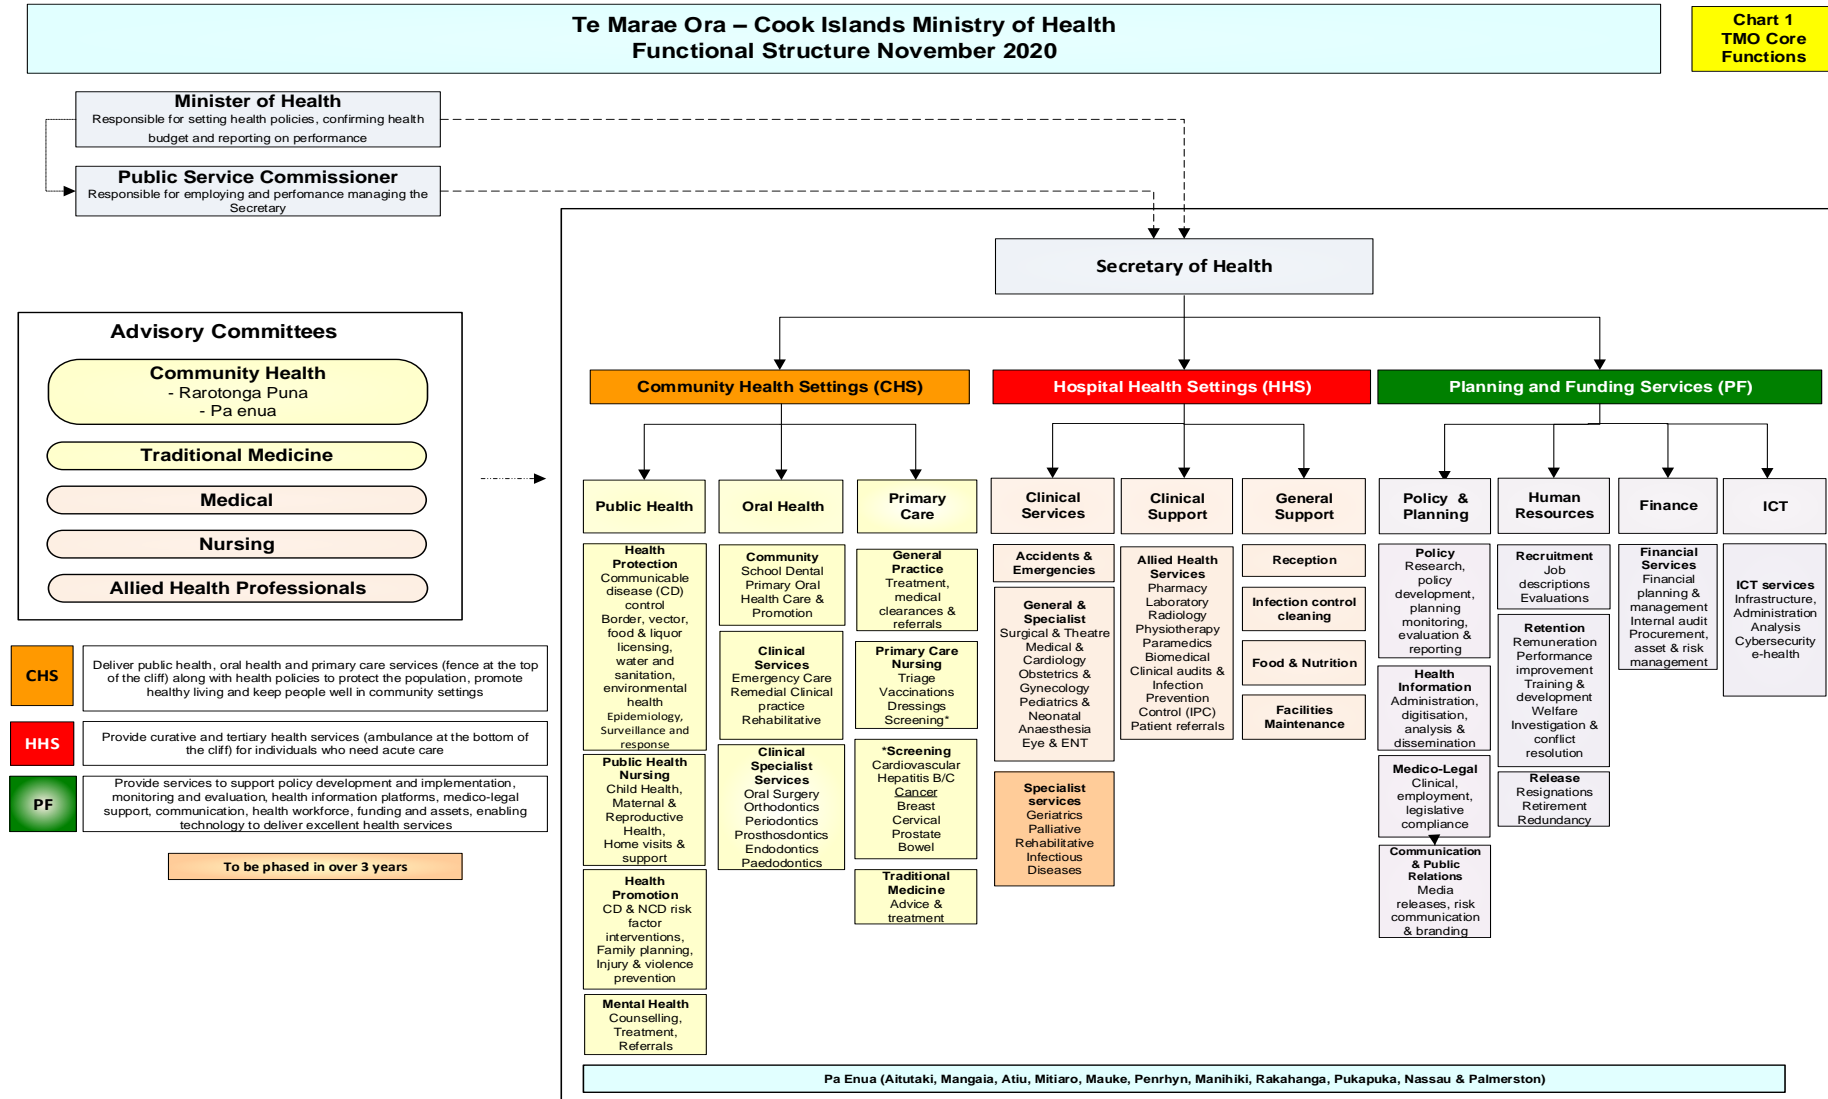 Te Marae Ora – Cook Islands Ministry of Health
Functional Structure November 2020
Chart 1
TMO Core
Functions
Minister of Health
Responsible for setting health policies, confirming health
budget and reporting on performance
Public Service Commissioner
Responsible for employing and perfomance managing the
Secretary
Secretary of Health
Advisory Committees
Community Health
- Rarotonga Puna
- Pa enua
Traditional Medicine
Medical
Nursing
Allied Health Professionals
CHS
Deliver public health, oral health and primary care services (fence at the top
of the cliff) along with health policies to protect the population, promote
healthy living and keep people well in community settings
HHS
Provide curative and tertiary health services (ambulance at the bottom of
the cliff) for individuals who need acute care
PF
Provide services to support policy development and implementation,
monitoring and evaluation, health information platforms, medico-legal
support, communication, health workforce, funding and assets, enabling
technology to deliver excellent health services
To be phased in over 3 years
Community Health Settings (CHS)
Public Health
Health
Protection
Communicable
disease (CD)
control
Border, vector,
food & liquor
licensing,
water and
sanitation,
environmental
health
Epidemiology,
Surveillance and
response
Public Health
Nursing
Child Health,
Maternal &
Reproductive
Health,
Home visits &
support
Health
Promotion
CD & NCD risk
factor
interventions,
Family planning,
Injury & violence
prevention
Mental Health
Counselling,
Treatment,
Referrals
Oral Health
Community
School Dental
Primary Oral
Health Care &
Promotion
Clinical
Services
Emergency Care
Remedial Clinical
practice
Rehabilitative
Clinical
Specialist
Services
Oral Surgery
Orthodontics
Periodontics
Prosthosdontics
Endodontics
Paedodontics
Primary
Care
General
Practice
Treatment,
medical
clearances &
referrals
Primary Care
Nursing
Triage
Vaccinations
Dressings
Screening*
*Screening
Cardiovascular
Hepatitis B/C
Cancer
Breast
Cervical
Prostate
Bowel
Traditional
Medicine
Advice &
treatment
Hospital Health Settings (HHS)
Clinical
Services
Accidents &
Emergencies
General &
Specialist
Surgical & Theatre
Medical &
Cardiology
Obstetrics &
Gynecology
Pediatrics &
Neonatal
Anaesthesia
Eye & ENT
Specialist
services
Geriatrics
Palliative
Rehabilitative
Infectious
Diseases
Clinical
Support
Allied Health
Services
Pharmacy
Laboratory
Radiology
Physiotherapy
Paramedics
Biomedical
Clinical audits &
Infection
Prevention
Control (IPC)
Patient referrals
General
Support
Reception
Infection control
cleaning
Food & Nutrition
Facilities
Maintenance
Planning and Funding Services (PF)
Policy &
Planning
Policy
Research,
policy
development,
planning
monitoring,
evaluation &
reporting
Health
Information
Administration,
digitisation,
analysis &
dissemination
Medico-Legal
Clinical,
employment,
legislative
compliance
Communication
& Public
Relations
Media
releases, risk
communication
& branding
Human
Resources
Recruitment
Job
descriptions
Evaluations
Retention
Remuneration
Performance
improvement
Training &
development
Welfare
Investigation &
conflict
resolution
Release
Resignations
Retirement
Redundancy
Finance
Financial
Services
Financial
planning &
management
Internal audit
Procurement,
asset & risk
management
ICT
ICT services
Infrastructure,
Administration
Analysis
Cybersecurity
e-health
Pa Enua (Aitutaki, Mangaia, Atiu, Mitiaro, Mauke, Penrhyn, Manihiki, Rakahanga, Pukapuka, Nassau & Palmerston)